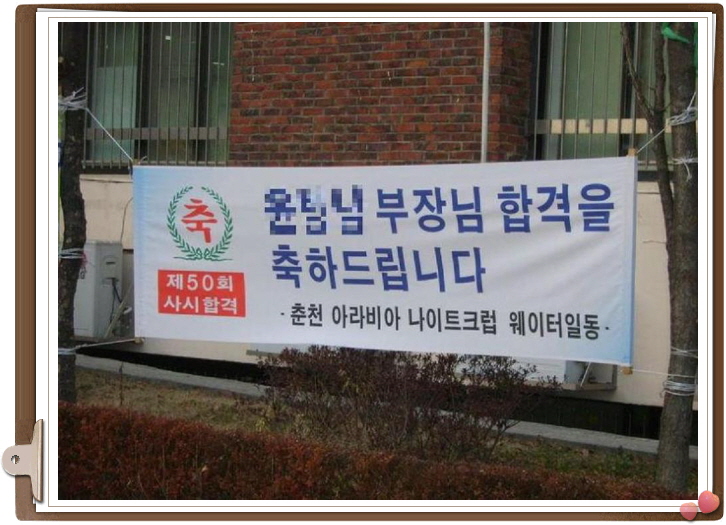 축
제50회
사시합격
부장님 합격을
축하드립니다
- 춘천 아라비아 나이트크럽 웨이터일동 -